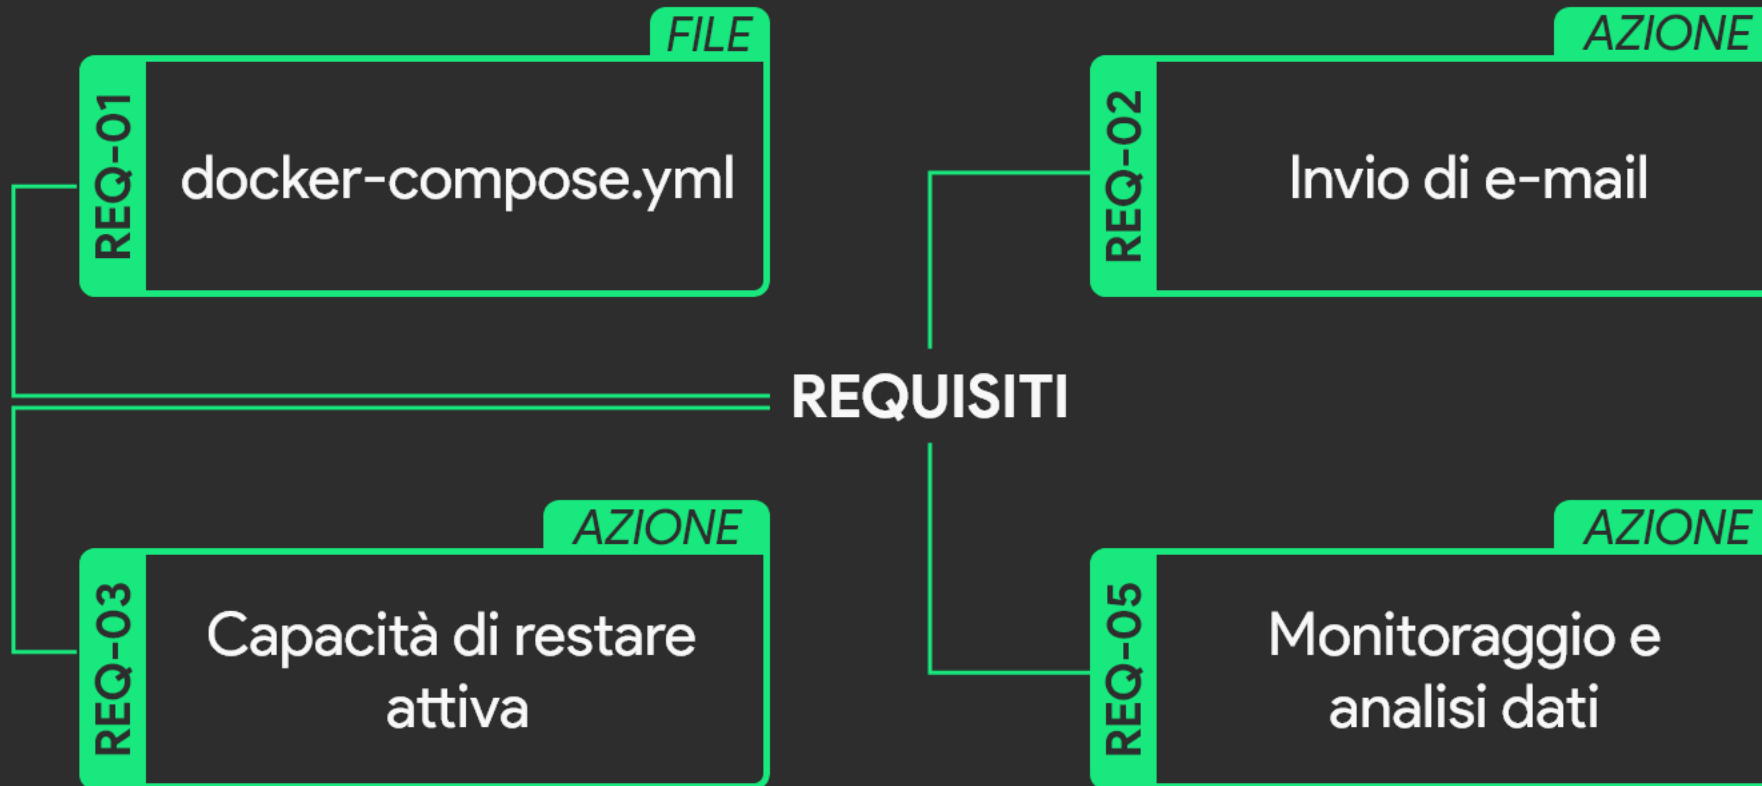 FILE
REQ-01
docker-compose.yml
AZIONE
REQ-02
Invio di e-mail
REQUISITI
AZIONE
REQ-03
Capacità di restare
attiva
AZIONE
REQ-05
Monitoraggio e
analisi dati